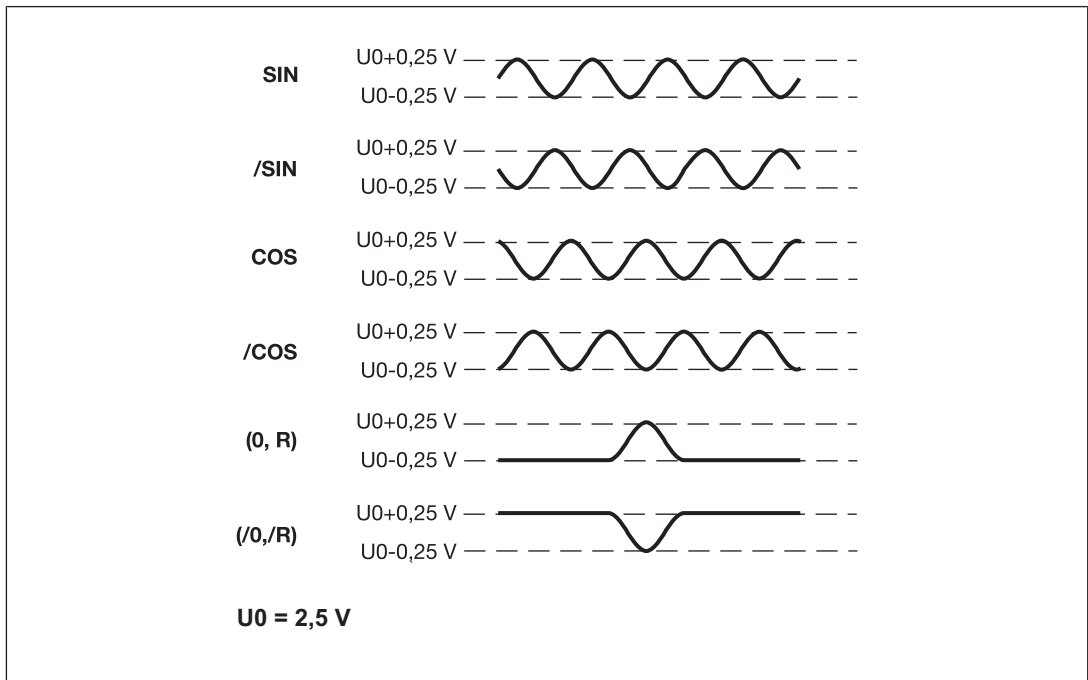 U0+0,25 V
SIN
U0-0,25 V
U0+0,25 V
/SIN
U0-0,25 V
U0+0,25 V
COS
U0-0,25 V
U0+0,25 V
/COS
U0-0,25 V
U0+0,25 V
(0, R)
U0-0,25 V
U0+0,25 V
(/0,/R)
U0-0,25 V
U0 = 2,5 V